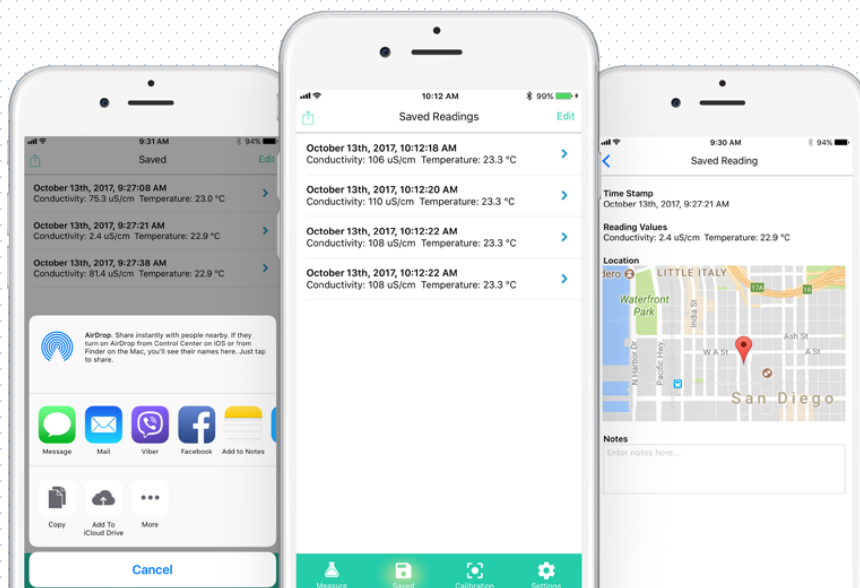 9:31 AM
94%
Saved
Edit
October 13th, 2017, 9:27:08 AM
Conductivity: 75.3 uS/cm Temperature: 23.0 °C
October 13th, 2017, 9:27:21 AM
Conductivity: 2.4 uS/cm Temperature: 22.9 °C
October 13th, 2017, 9:27:38 AM
Conductivity: 81.4 uS/cm Temperature: 22.9 °C
AirDrop. Share instantly with people nearby. If they
turn on AirDrop from Control Center on iOS or from
Finder on the Mac, you'll see their names here. Just tap
to share.
Message
Mail
Viber
Facebook
Add to Notes
Copy
Add To
iCloud Drive
More
Cancel
10:12 AM
99%
Saved Readings
Edit
October 13th, 2017, 10:12:18 AM
Conductivity: 106 uS/cm Temperature: 23.3 °C
October 13th, 2017, 10:12:20 AM
Conductivity: 110 uS/cm Temperature: 23.3 °C
October 13th, 2017, 10:12:22 AM
Conductivity: 108 uS/cm Temperature: 23.3 °C
October 13th, 2017, 10:12:22 AM
Conductivity: 108 uS/cm Temperature: 23.3 °C
Measure
Saved
Calibration
Settings
9:30 AM
94%
Saved Reading
Time Stamp
October 13th, 2017, 9:27:21 AM
Reading Values
Conductivity: 2.4 uS/cm Temperature: 22.9 °C
Location
dero
LITTLE ITALY
17A
16
Waterfront
Park
India St
Ash St
W A St
A St
N Harbor Dr
Pacific Hwy
San Diego
Notes
Enter notes here...